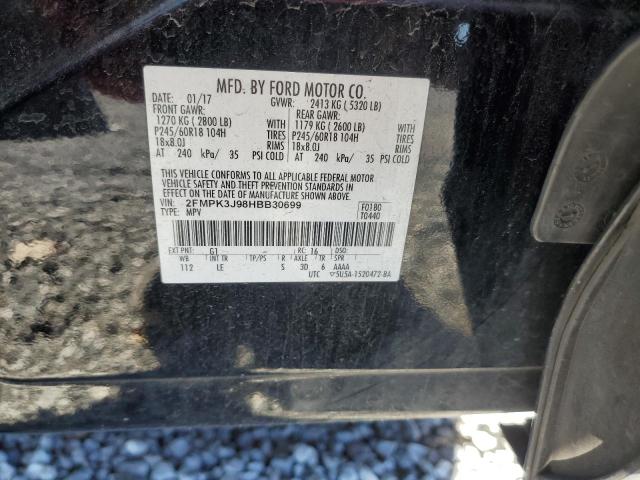 MFD. BY FORD MOTOR CO.
DATE: 01/17 GVWR: 2413 KG ( 5320 LB)
FRONT GAWR: REAR GAWR:
1270 KG ( 2800 LB) WITH 1179 KG ( 2600 LB) WITH
P245/60R18 104H TIRES P245/60R18 104H TIRES
18x8.0J RIMS 18x8.0J RIMS
AT 240 kPa/ 35 PSI COLD AT 240 kPa/ 35 PSI COLD
THIS VEHICLE CONFORMS TO ALL APPLICABLE FEDERAL MOTOR
VEHICLE SAFETY AND THEFT PREVENTION STANDARDS IN
EFFECT ON THE DATE OF MANUFACTURE SHOWN ABOVE.
VIN: 2FMPK3J98HBB30699 F0180
TYPE: MPV T0440
EXT PNT: G1 - - RC: 16 DSO:
WB INT TR TP/PS R AXLE TR SPR
112 LE S 3D 6 AAAA
UTC ▽5U5A-1520472-BA